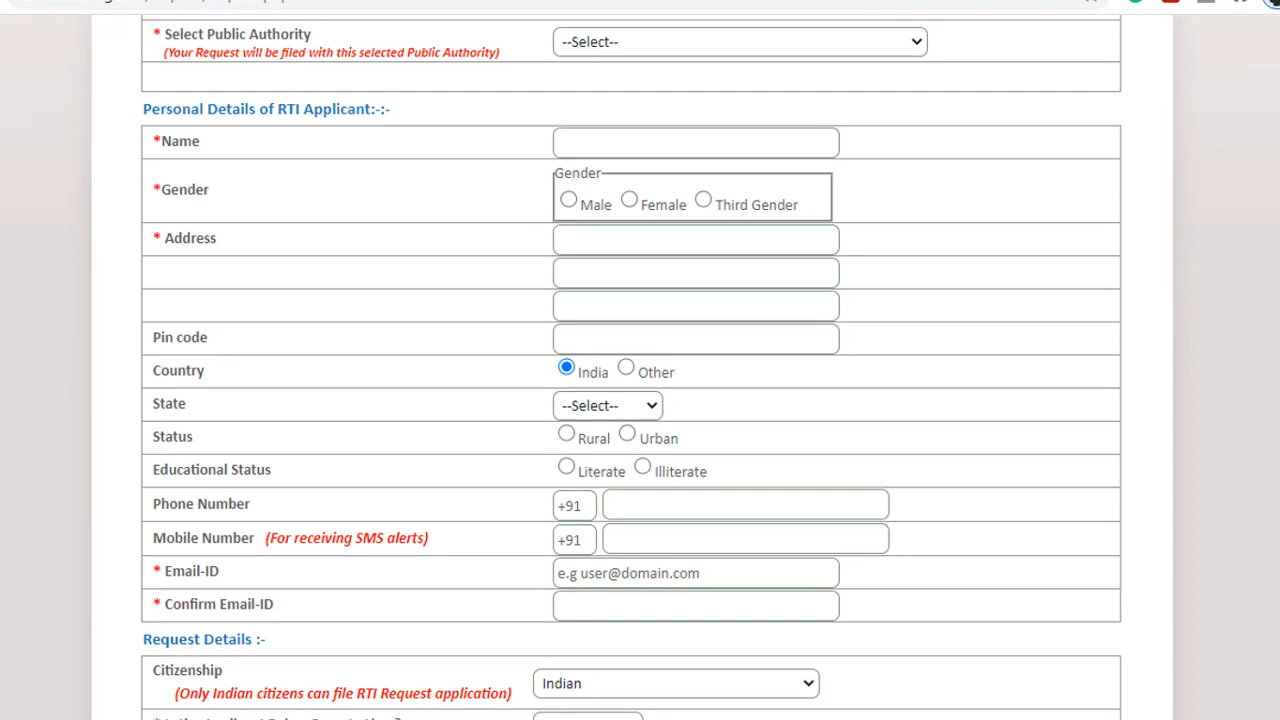 * Select Public Authority
--Select--
(Your Request will be filed with this selected Public Authority)
Personal Details of RTI Applicant:-:-
*Name
Gender
*Gender
Male Female Third Gender
* Address
Pin code
Country India Other
State --Select--
Status Rural Urban
Educational Status Literate Illiterate
Phone Number +91
Mobile Number (For receiving SMS alerts) +91
* Email-ID e.g user@domain.com
* Confirm Email-ID
Request Details :-
Citizenship
Indian
(Only Indian citizens can file RTI Request application)